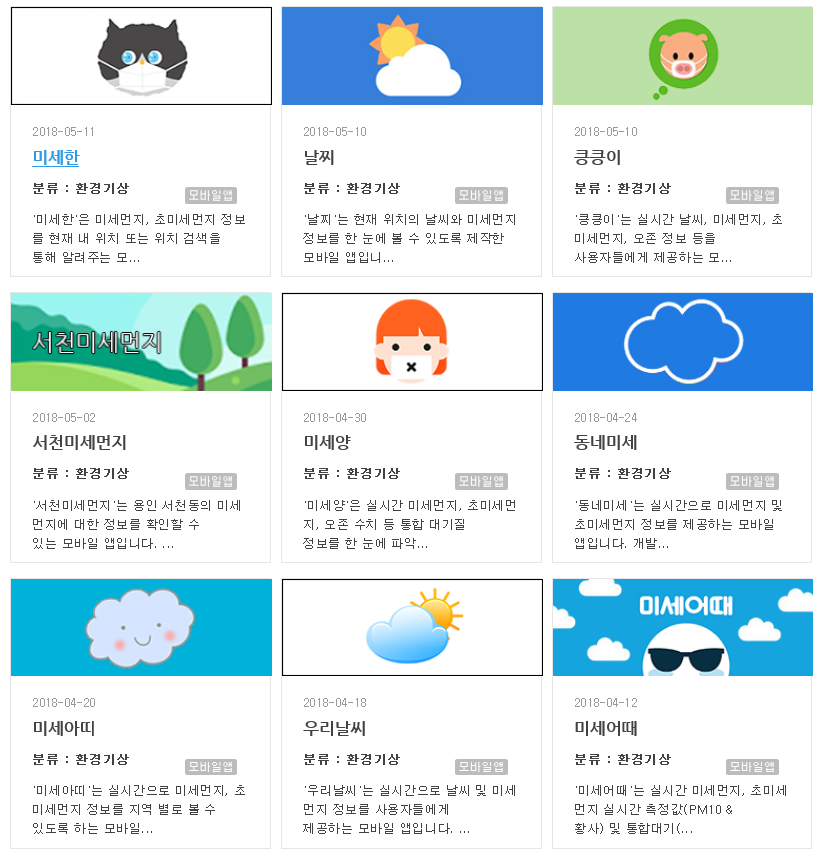 2018-05-11
미세한
분류 : 환경기상
모바일앱
'미세한'은 미세먼지, 초미세먼지 정보
를 현재 내 위치 또는 위치 검색을
통해 알려주는 모...
2018-05-10
날찌
분류 : 환경기상
모바일앱
'날찌'는 현재 위치의 날씨와 미세먼지
정보를 한 눈에 볼 수 있도록 제작한
모바일 앱입니...
2018-05-10
킁킁이
분류 : 환경기상
모바일앱
'킁킁이'는 실시간 날씨, 미세먼지, 초
미세먼지, 오존 정보 등을
사용자들에게 제공하는 모...
서천미세먼지
2018-05-02
서천미세먼지
분류 : 환경기상
모바일앱
'서천미세먼지'는 용인 서천동의 미세
먼지에 대한 정보를 확인할 수
있는 모바일 앱입니다. ...
2018-04-30
미세양
분류 : 환경기상
모바일앱
'미세양'은 실시간 미세먼지, 초미세먼
지, 오존 수치 등 통합 대기질
정보를 한 눈에 파악...
2018-04-24
동네미세
분류 : 환경기상
모바일앱
'동네미세'는 실시간으로 미세먼지 및
초미세먼지 정보를 제공하는 모바일
앱입니다. 개발...
2018-04-20
미세아띠
분류 : 환경기상
모바일앱
'미세아띠'는 실시간으로 미세먼지, 초
미세먼지 정보를 지역 별로 볼 수
있도록 하는 모바일...
2018-04-18
우리날씨
분류 : 환경기상
모바일앱
'우리날씨'는 실시간으로 날씨 및 미세
먼지 정보를 사용자들에게
제공하는 모바일 앱입니다. ...
미세어때
2018-04-12
미세어때
분류 : 환경기상
모바일앱
'미세어때'는 실시간 미세먼지, 초미세
먼지 실시간 측정값(PM10 &
황사) 및 통합대기(...